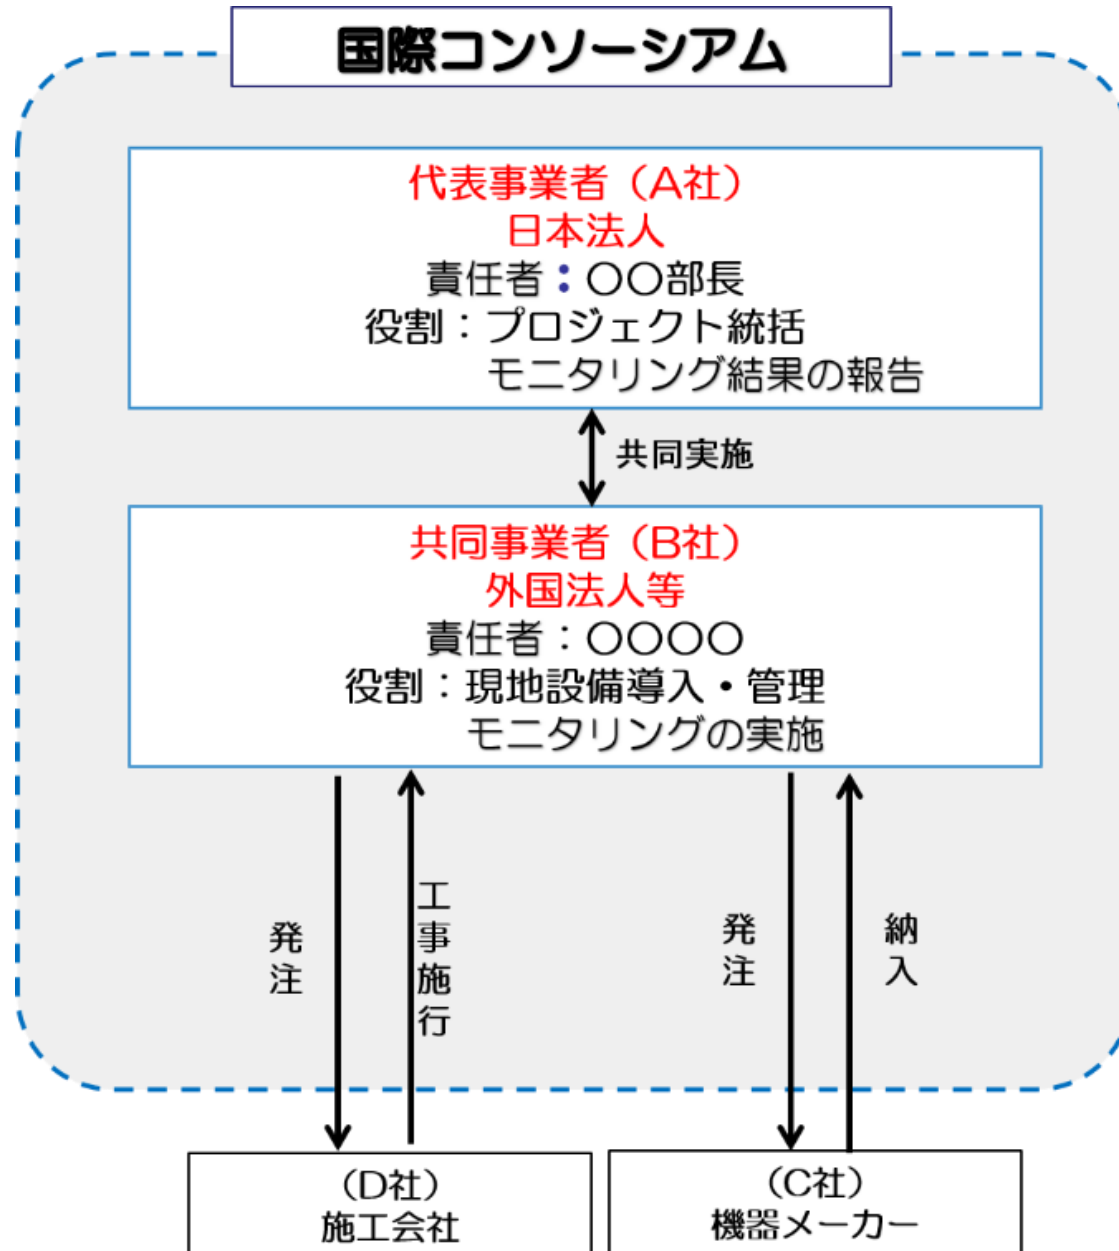 国際コンソーシアム
代表事業者（A社）
日本法人
責任者：〇〇部長
役割：プロジェクト統括
モニタリング結果の報告
共同実施
共同事業者（B社）
外国法人等
責任者：〇〇〇〇
役割：現地設備導入・管理
モニタリングの実施
発注
工事施行
発注
納入
（D社）
施工会社
（C社）
機器メーカー